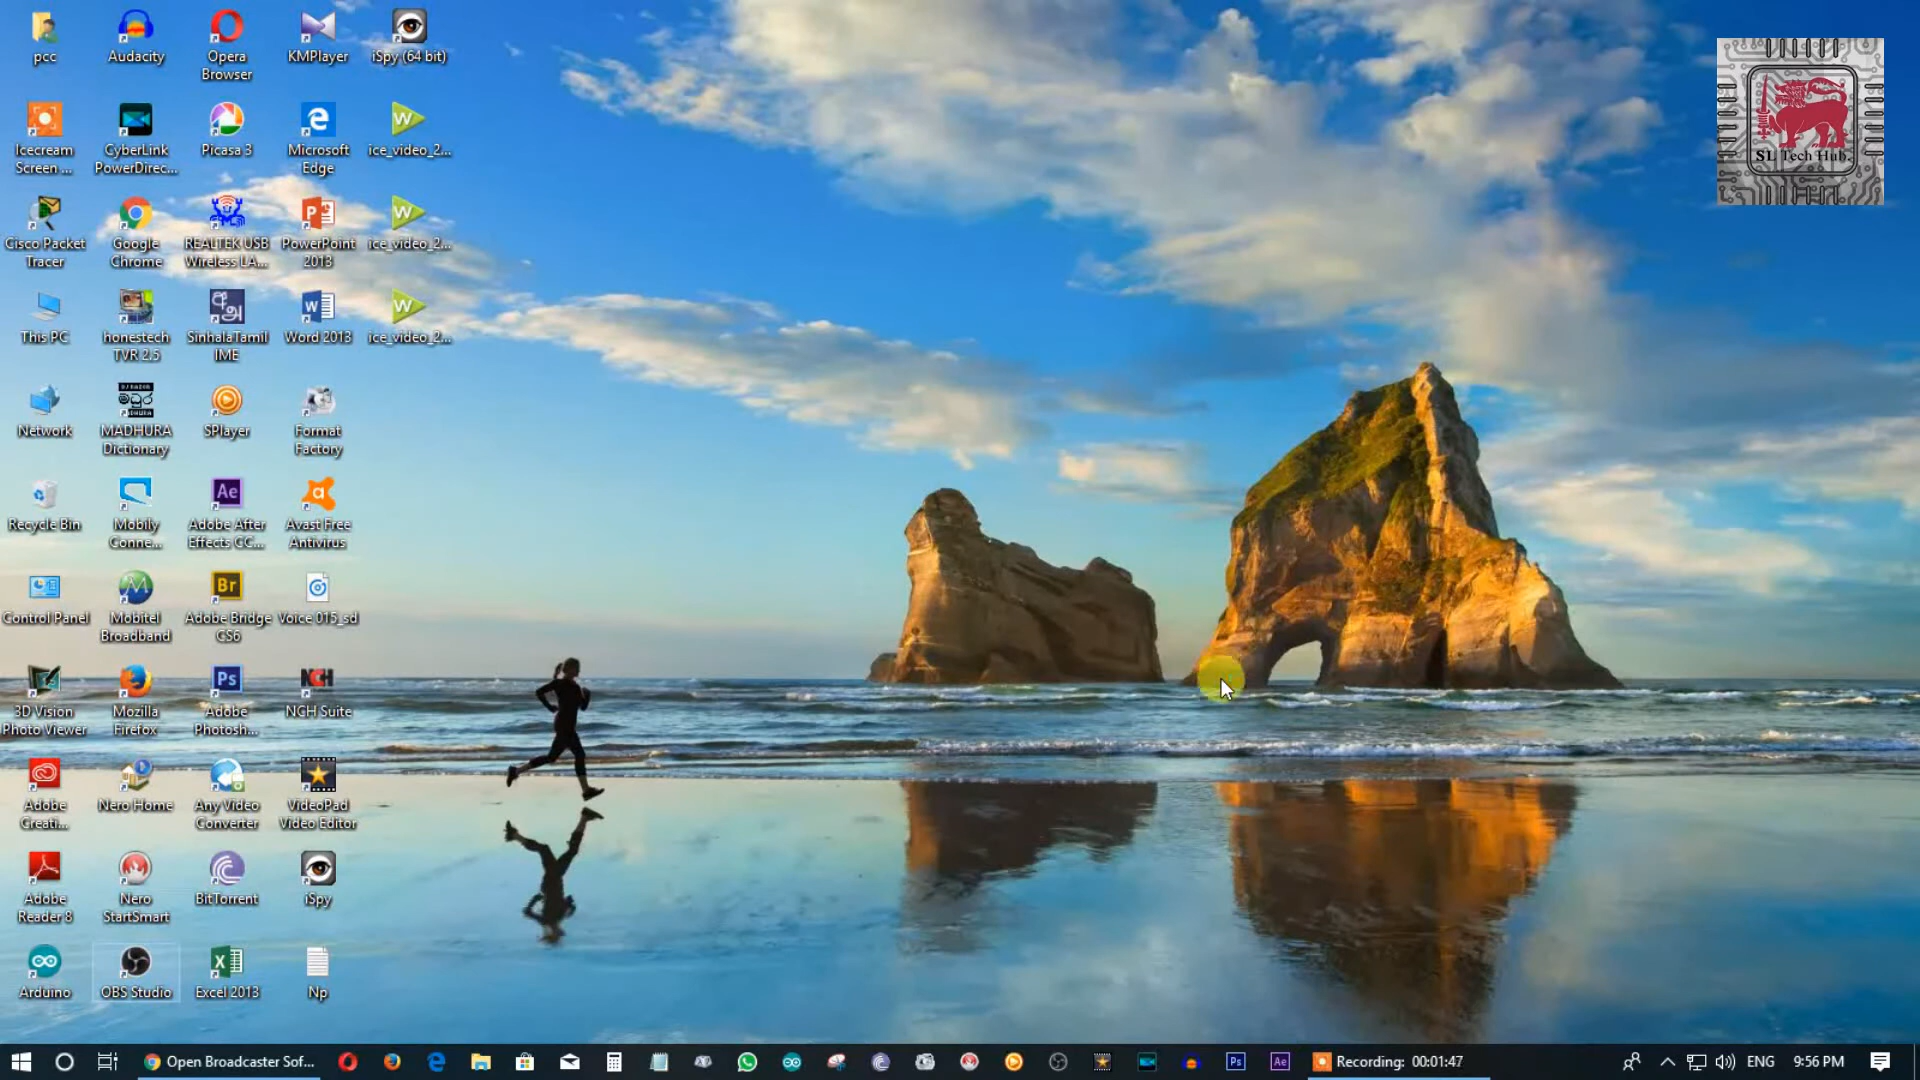 pcc
Audacity
Opera
Browser
KMPlayer
iSpy (64 bit)
Icecream
Screen ...
CyberLink
PowerDirec...
Picasa 3
Microsoft
Edge
ice_video_2...
Cisco Packet
Tracer
Google
Chrome
REALTEK USB
Wireless LA...
PowerPoint
2013
ice_video_2...
This PC
honestech
TVR 2.5
SinhalaTamil
IME
Word 2013
ice_video_2...
Network
MADHURA
Dictionary
SPlayer
Format
Factory
Recycle Bin
Mobily
Conne...
Adobe After
Effects CC...
Avast Free
Antivirus
Control Panel
Mobitel
Broadband
Adobe Bridge
CS6
Voice 015_sd
3D Vision
Photo Viewer
Mozilla
Firefox
Adobe
Photosh...
NCH Suite
Adobe
Creati...
Nero Home
Any Video
Converter
VideoPad
Video Editor
Adobe
Reader 8
Nero
StartSmart
BitTorrent
iSpy
Arduino
OBS Studio
Excel 2013
Np
SL Tech Hub.
Open Broadcaster Sof...
Recording: 00:01:47
ENG
9:56 PM